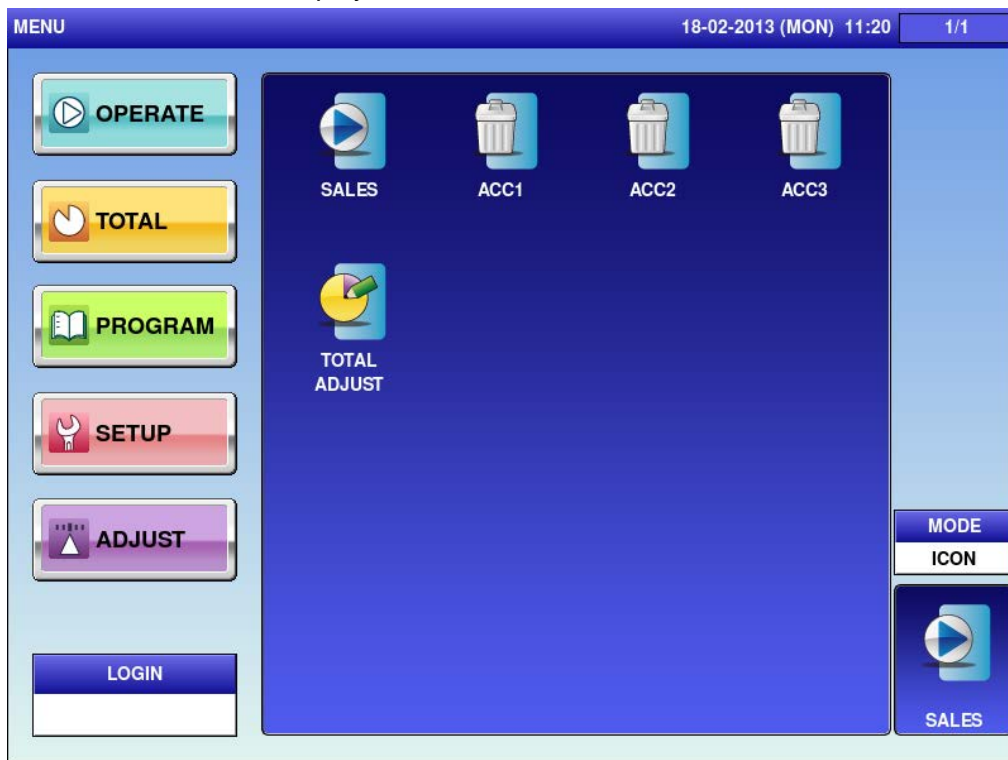 MENU 18-02-2013 (MON) 11:20 1/1
OPERATE
TOTAL
PROGRAM
SETUP
ADJUST
LOGIN
SALES ACC1 ACC2 ACC3
TOTAL
ADJUST
MODE
ICON
SALES